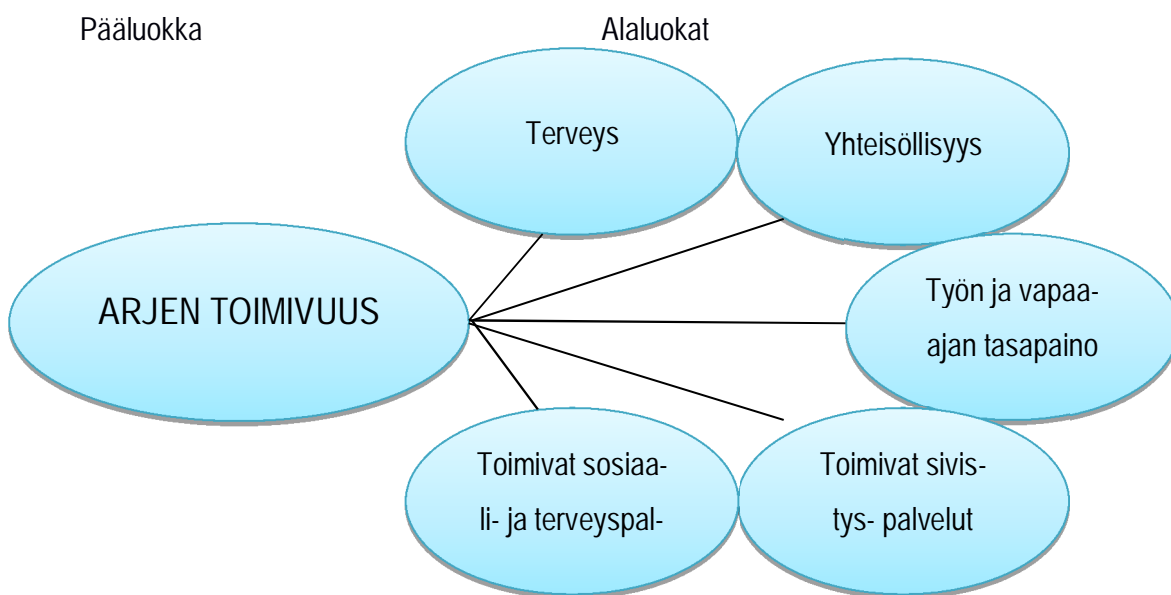 Pääluokka
Alaluokat
Terveys
Yhteisöllisyys
ARJEN TOIMIVUUS
Työn ja vapaa-
ajan tasapaino
Toimivat sosiaa-
li- ja terveyspal-
Toimivat sivis-
tys- palvelut